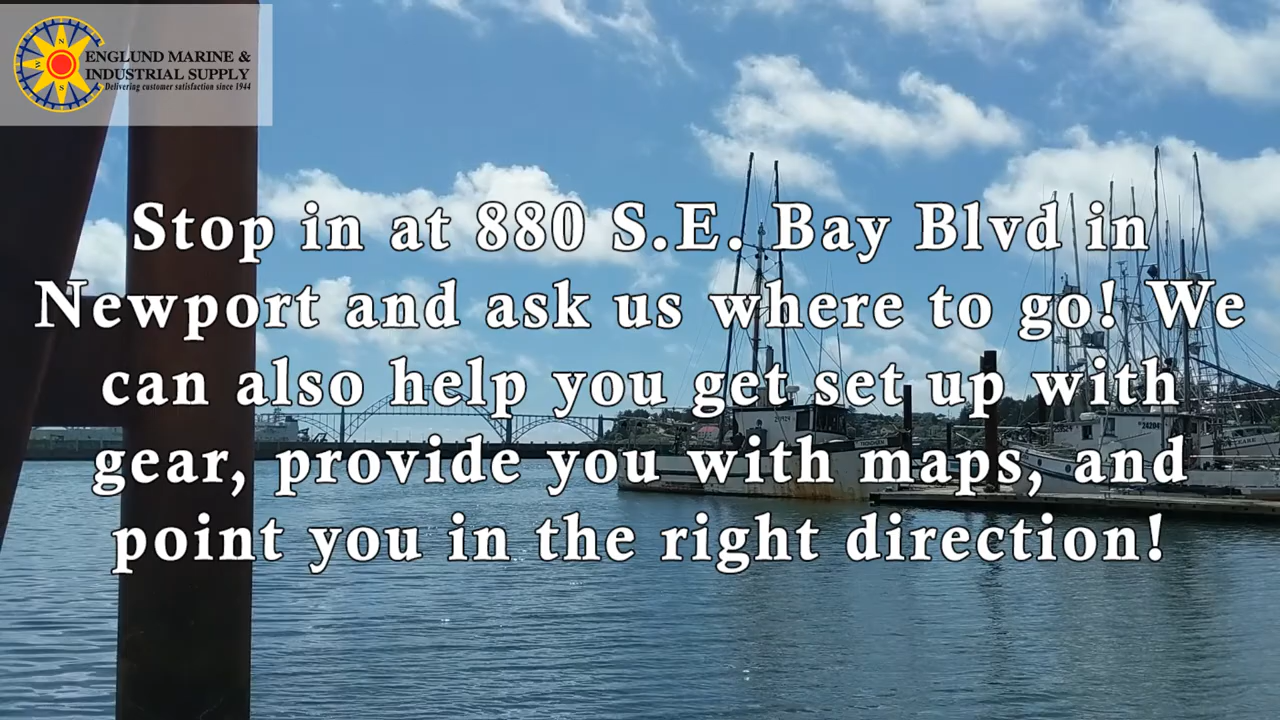 N
W
S
ENGLUND MARINE &
INDUSTRIAL SUPPLY
Delivering customer satisfaction since 1944
Stop in at 880 S.E. Bay Blvd in
Newport and ask us where to go! We
can also help you get set up with
gear, provide you with maps, and
point you in the right direction!